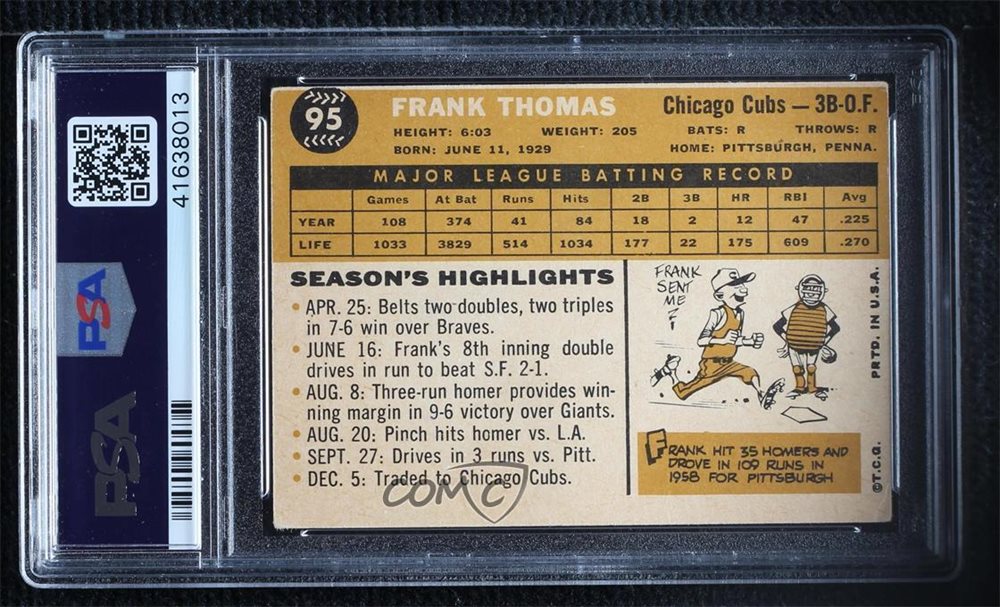 41638013
PSA
PSA
95
FRANK THOMAS
Chicago Cubs — 3B-O.F.
HEIGHT: 6:03 WEIGHT: 205 BATS: R THROWS: R
BORN: JUNE 11, 1929 HOME: PITTSBURGH, PENNA.
MAJOR LEAGUE BATTING RECORD
Games At Bat Runs Hits 2B 3B HR RBI Avg
YEAR 108 374 41 84 18 2 12 47 .225
LIFE 1033 3829 514 1034 177 22 175 609 .270
SEASON'S HIGHLIGHTS
• APR. 25: Belts two doubles, two triples
in 7-6 win over Braves.
• JUNE 16: Frank's 8th inning double
drives in run to beat S.F. 2-1.
• AUG. 8: Three-run homer provides win-
ning margin in 9-6 victory over Giants.
• AUG. 20: Pinch hits homer vs. L.A.
• SEPT. 27: Drives in 3 runs vs. Pitt.
• DEC. 5: Traded to Chicago Cubs.
COMC
FRANK
SENT
ME
FRANK HIT 35 HOMERS AND
DROVE IN 109 RUNS IN
1958 FOR PITTSBURGH
©T.C.G. PRTD. IN U.S.A.